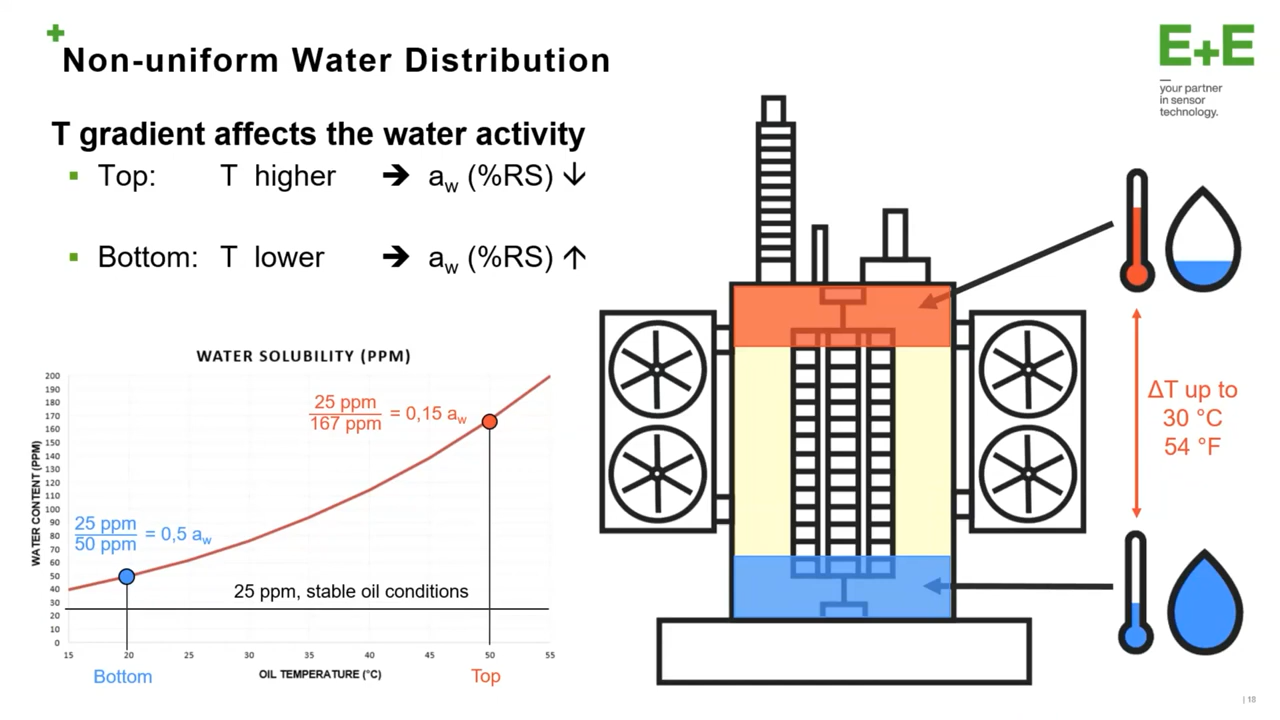 Non-uniform Water Distribution
E+E
your partner
in sensor
technology.
T gradient affects the water activity
▪ Top: T higher ➔ aw (%RS) ↓
▪ Bottom: T lower ➔ aw (%RS) ↑
WATER SOLUBILITY (PPM)
WATER CONTENT (PPM)
200
190
180
170
160
150
140
130
120
110
100
90
80
70
60
50
40
30
20
10
0
25 ppm
167 ppm
= 0,15 aw
25 ppm
50 ppm
= 0,5 aw
25 ppm, stable oil conditions
15 20 25 30 35 40 45 50 55
OIL TEMPERATURE (°C)
Bottom
Top
ΔT up to
30 °C
54 °F
| 18